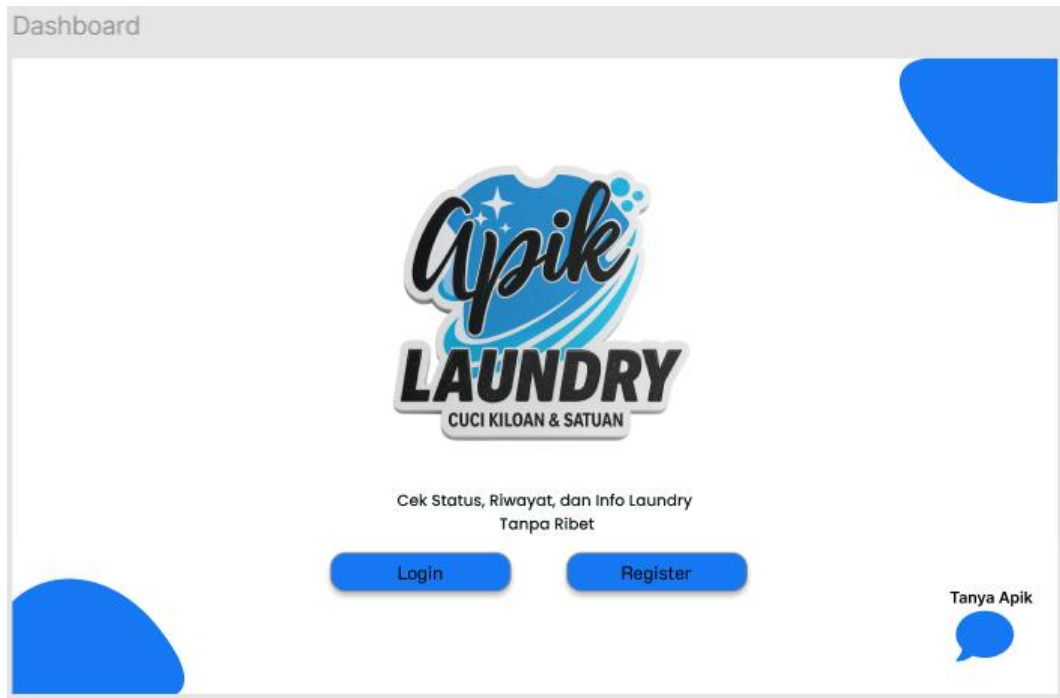 Dashboard
apik
LAUNDRY
CUCI KILOAN & SATUAN
Cek Status, Riwayat, dan Info Laundry
Tanpa Ribet
Login
Register
Tanya Apik